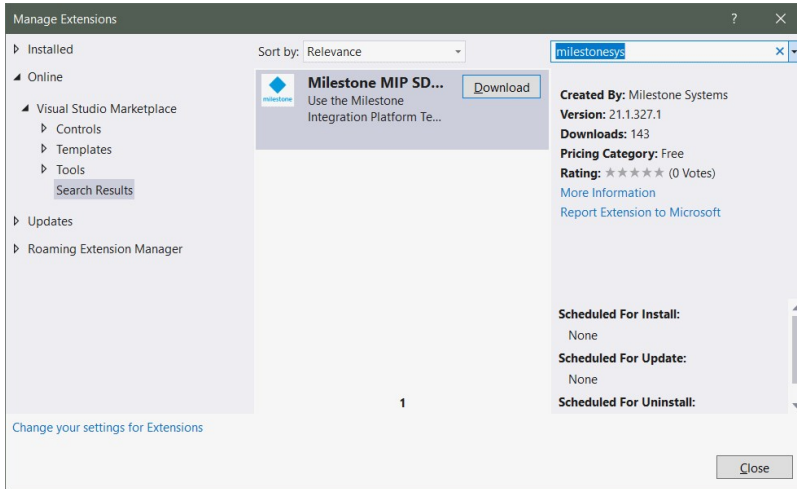 Manage Extensions
?
Installed
Sort by: Relevance
milestonesys
Online
Visual Studio Marketplace
Controls
Templates
Tools
Search Results
Updates
Roaming Extension Manager
milestone
Milestone MIP SD...
Download
Use the Milestone
Integration Platform Te...
1
Created By: Milestone Systems
Version: 21.1.327.1
Downloads: 143
Pricing Category: Free
Rating: ★★★★★ (0 Votes)
More Information
Report Extension to Microsoft
Scheduled For Install:
None
Scheduled For Update:
None
Scheduled For Uninstall:
Change your settings for Extensions
Close